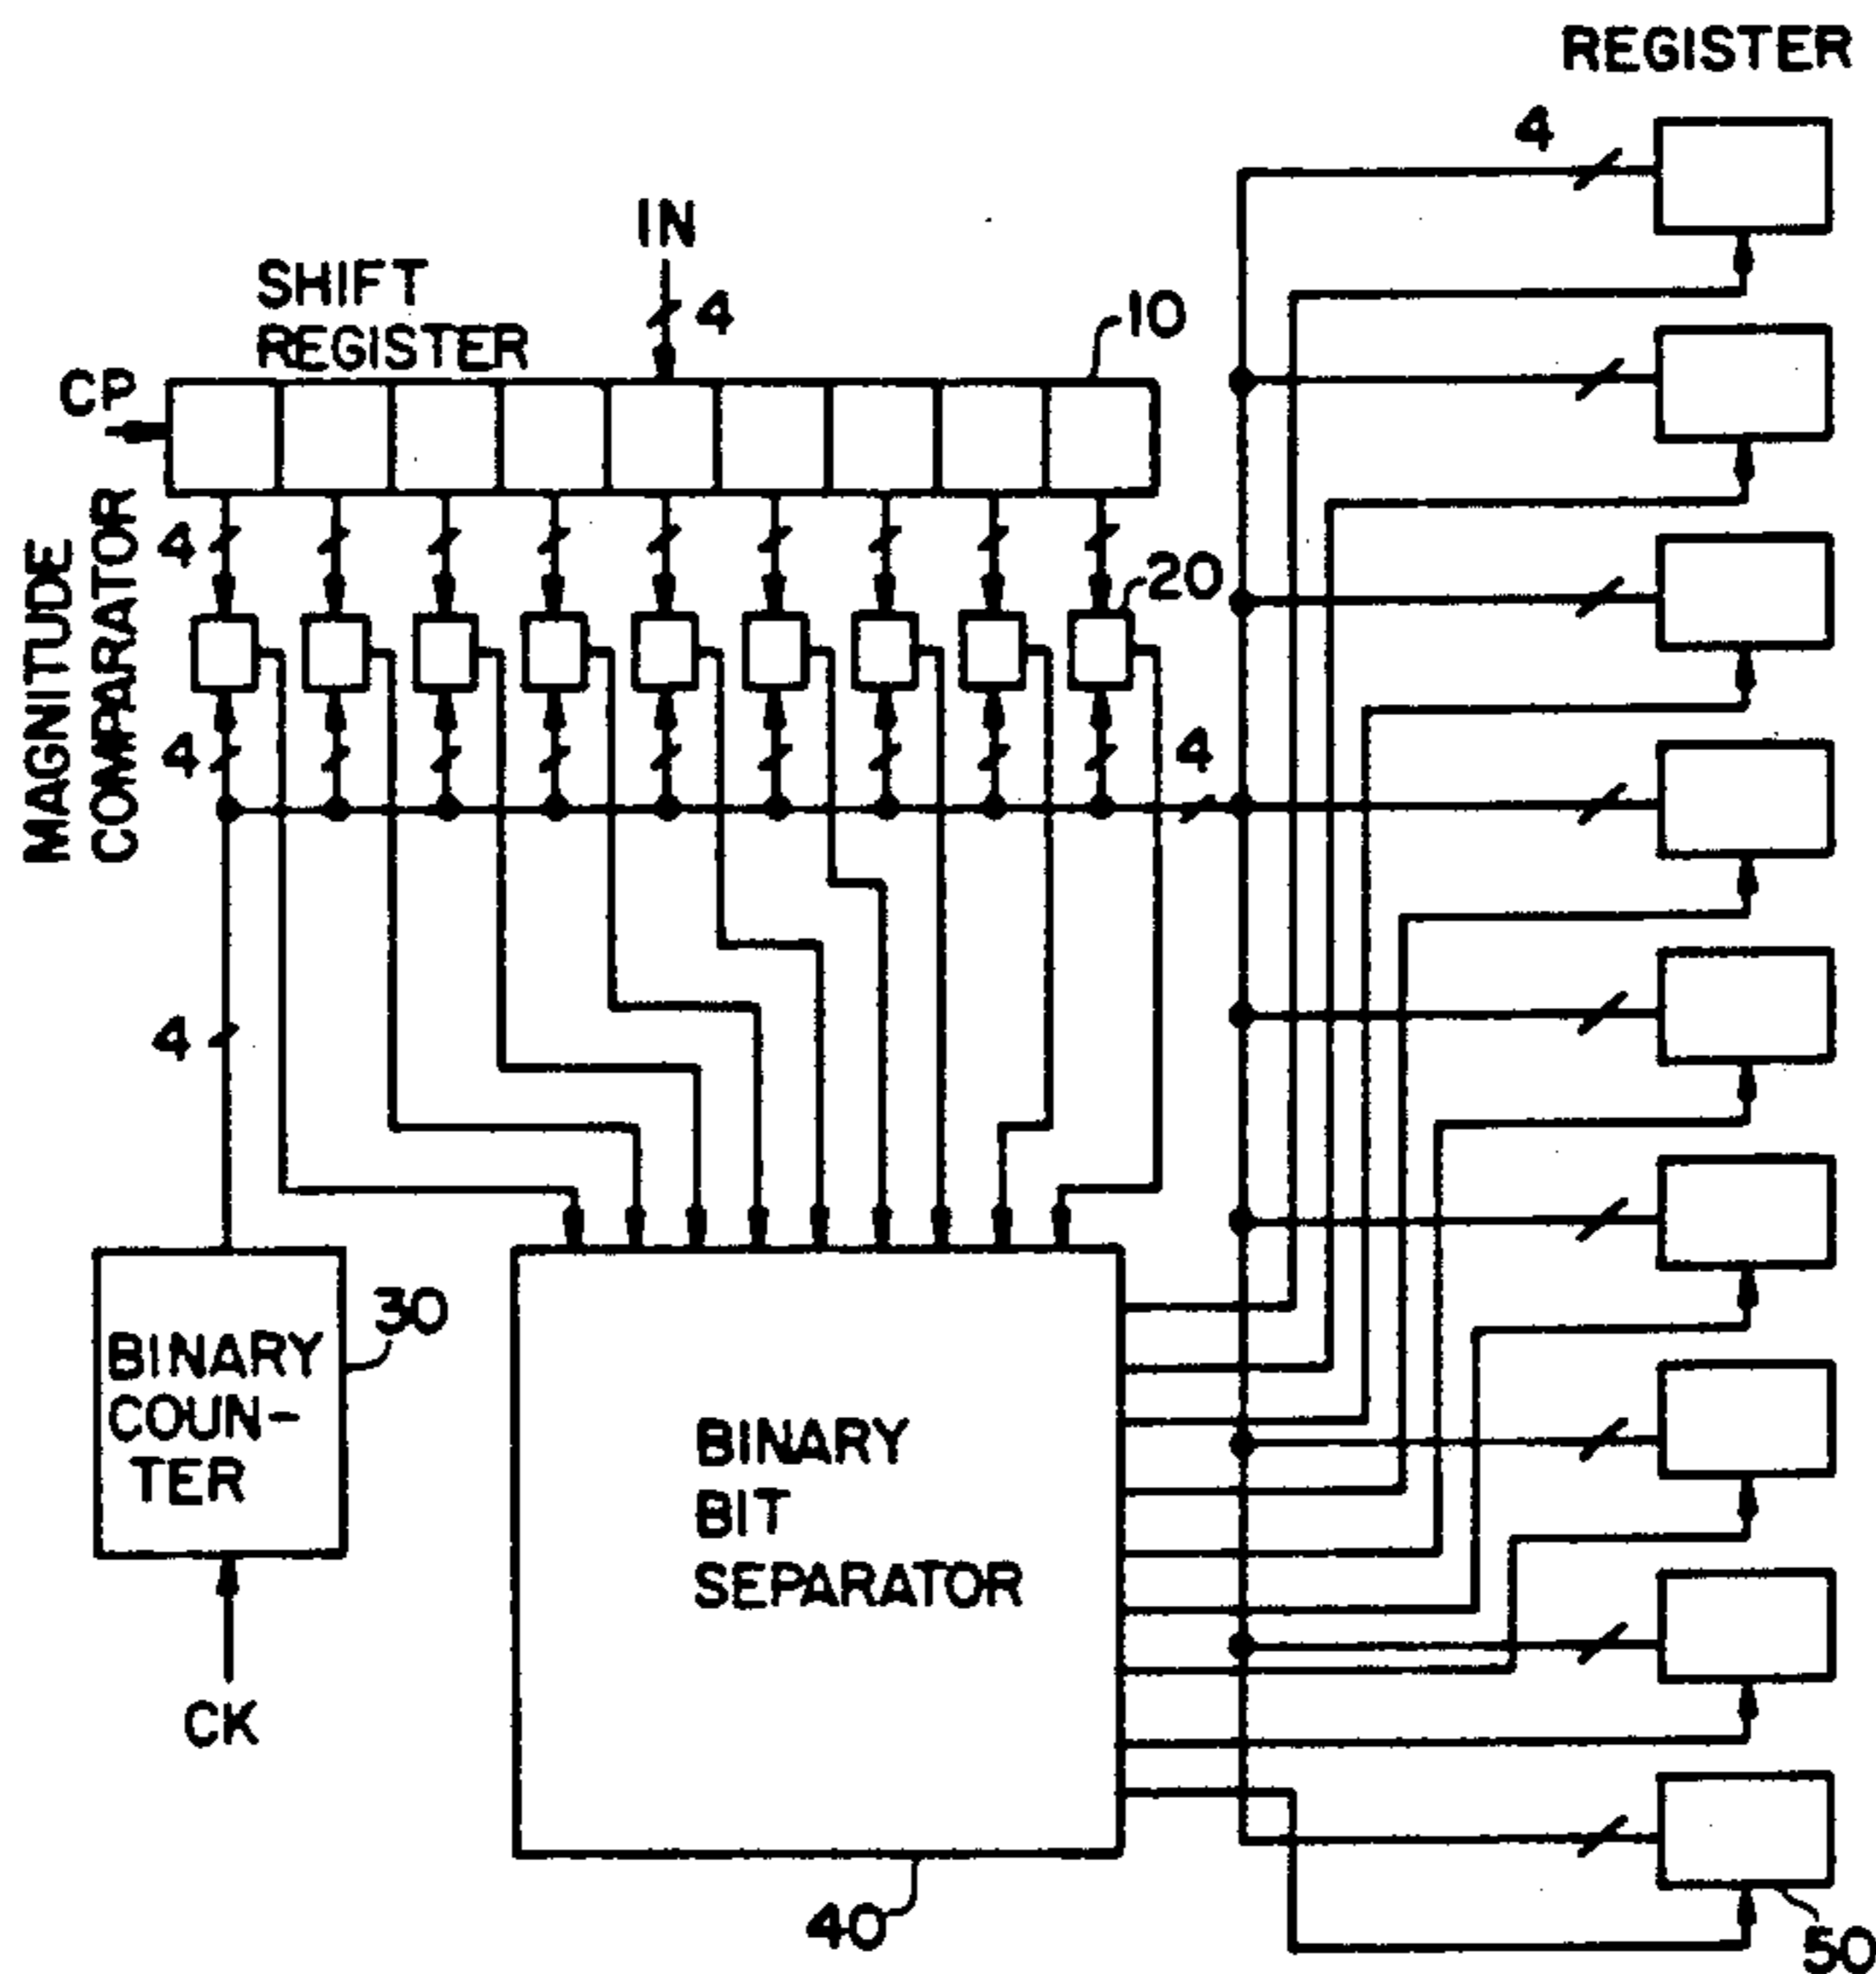 REGISTER
4
IN
4
SHIFT
REGISTER
10
CP
MAGNITUDE
COMPARATOR
4
20
4
4
4
30
BINARY
COUN-
TER
BINARY
BIT
SEPARATOR
CK
40
50